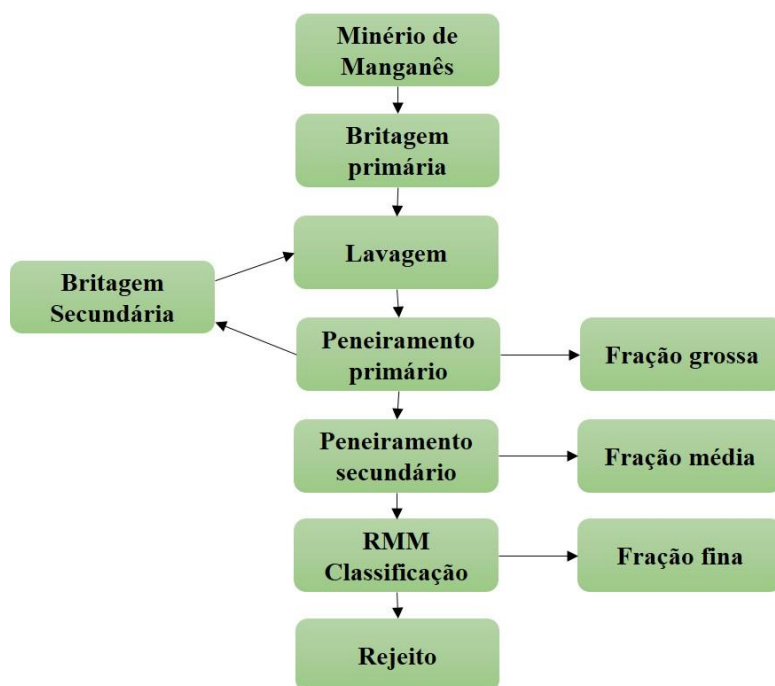 Minério de
Manganês
Britagem
primária
Lavagem
Britagem
Secundária
Peneiramento
primário
Fração grossa
Peneiramento
secundário
Fração média
RMM
Classificação
Fração fina
Rejeito